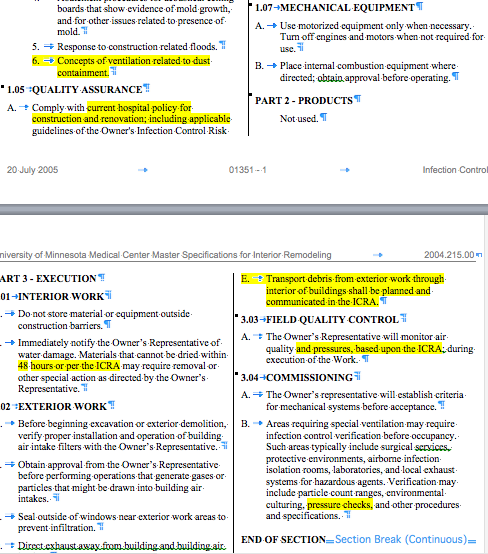 boards that show evidence of mold growth,
and for other issues related to presence of
mold.
5. Response to construction related floods.
6. Concepts of ventilation related to dust
containment.
1.05 QUALITY ASSURANCE
A. Comply with current hospital policy for
construction and renovation; including applicable
guidelines of the Owner's Infection Control Risk
1.07 MECHANICAL EQUIPMENT
A. Use motorized equipment only when necessary.
Turn off engines and motors when not required for
use.
B. Place internal combustion equipment where
directed; obtain approval before operating.
PART 2 - PRODUCTS
Not used.
20 July 2005 01351 - 1 Infection Control
niversity of Minnesota Medical Center Master Specifications for Interior Remodeling 2004.215.00
ART 3 - EXECUTION
01 INTERIOR WORK
Do not store material or equipment outside
construction barriers.
Immediately notify the Owner's Representative of
water damage. Materials that cannot be dried within
48 hours or per the ICRA may require removal or
other special action as directed by the Owner's
Representative.
02 EXTERIOR WORK
Before beginning excavation or exterior demolition,
verify proper installation and operation of building
air intake filters with the Owner's Representative.
Obtain approval from the Owner's Representative
before performing operations that generate gases or
particles that might be drawn into building air
intakes.
Seal outside of windows near exterior work areas to
prevent infiltration.
Direct exhaust away from building and building air
E. Transport debris from exterior work through
interior of buildings shall be planned and
communicated in the ICRA.
3.03 FIELD QUALITY CONTROL
A. The Owner's Representative will monitor air
quality and pressures, based upon the ICRA; during
execution of the Work.
3.04 COMMISSIONING
A. The Owner's representative will establish criteria
for mechanical systems before acceptance.
B. Areas requiring special ventilation may require
infection control verification before occupancy.
Such areas typically include surgical services,
protective environments, airborne infection
isolation rooms, laboratories, and local exhaust
systems for hazardous agents. Verification may
include particle count ranges, environmental
culturing, pressure checks, and other procedures
and specifications.
END OF SECTION Section Break (Continuous)